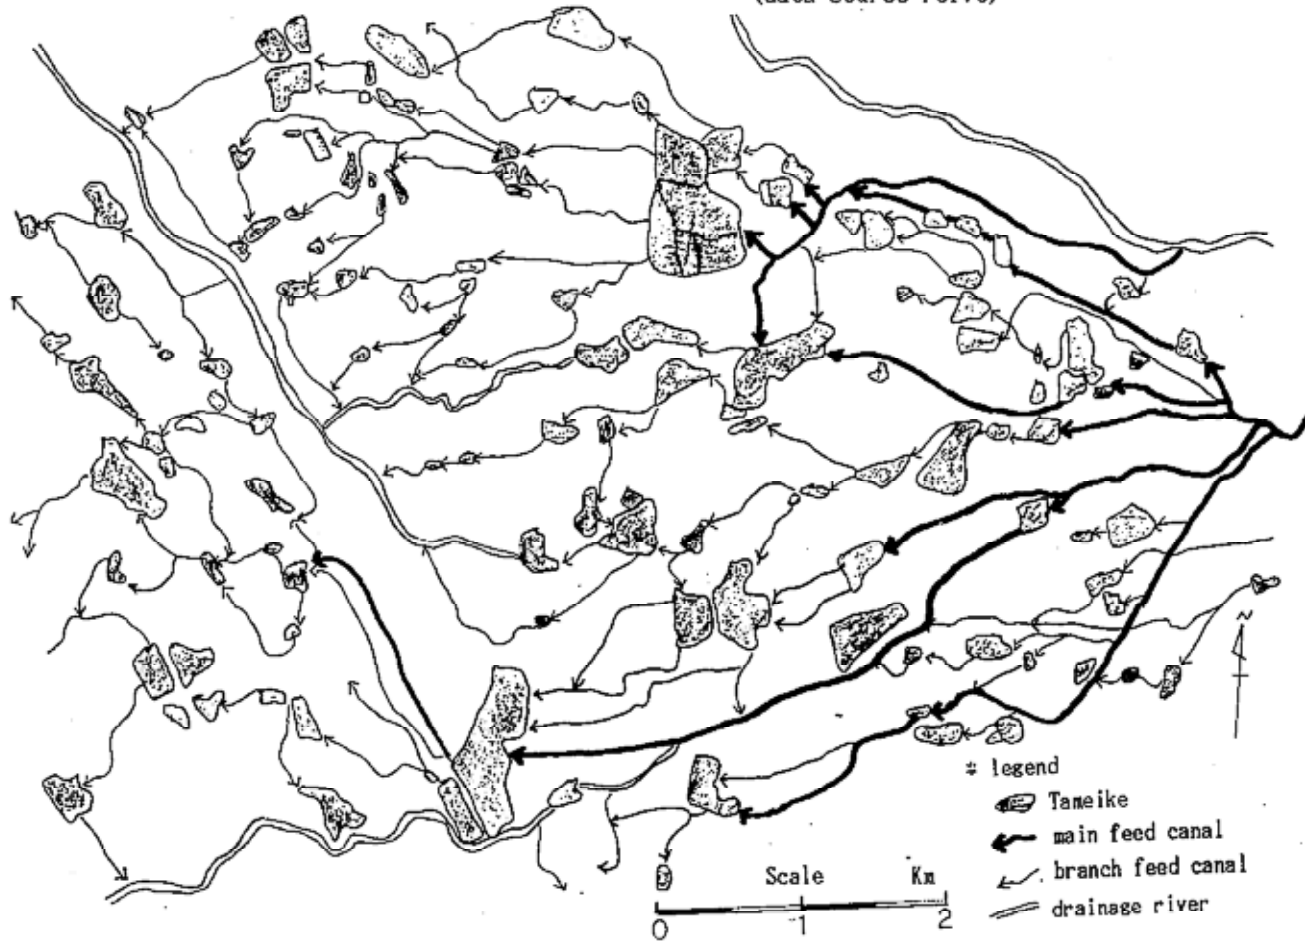 N
# legend
Tameike
main feed canal
branch feed canal
drainage river
Scale Km
0 1 2